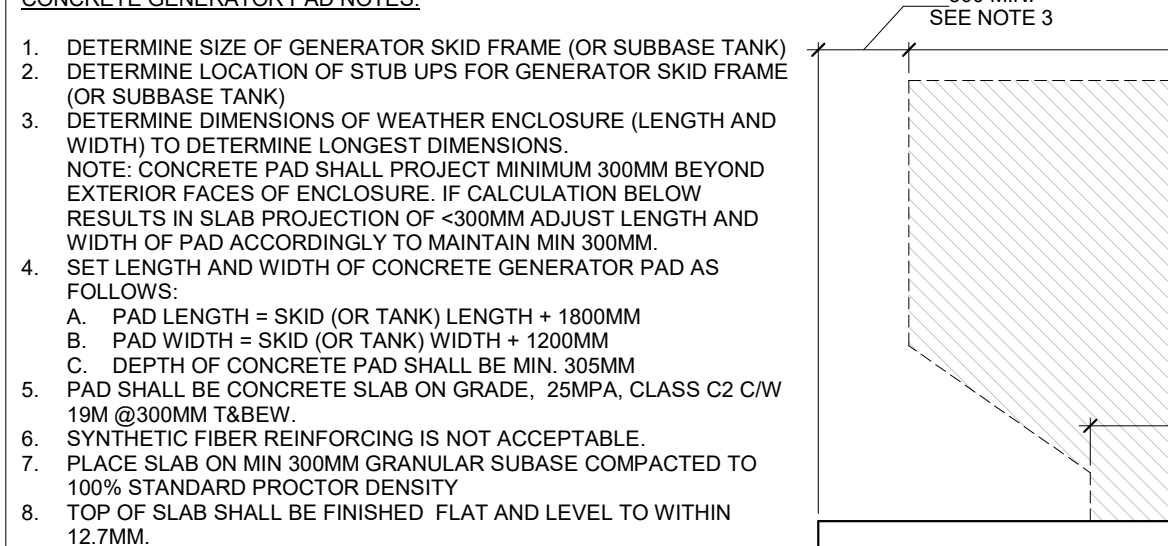 CONCRETE GENERATOR PAD NOTES:
1. DETERMINE SIZE OF GENERATOR SKID FRAME (OR SUBBASE TANK)
2. DETERMINE LOCATION OF STUB UPS FOR GENERATOR SKID FRAME
(OR SUBBASE TANK)
3. DETERMINE DIMENSIONS OF WEATHER ENCLOSURE (LENGTH AND
WIDTH) TO DETERMINE LONGEST DIMENSIONS.
NOTE: CONCRETE PAD SHALL PROJECT MINIMUM 300MM BEYOND
EXTERIOR FACES OF ENCLOSURE. IF CALCULATION BELOW
RESULTS IN SLAB PROJECTION OF <300MM ADJUST LENGTH AND
WIDTH OF PAD ACCORDINGLY TO MAINTAIN MIN 300MM.
4. SET LENGTH AND WIDTH OF CONCRETE GENERATOR PAD AS
FOLLOWS:
A. PAD LENGTH = SKID (OR TANK) LENGTH + 1800MM
B. PAD WIDTH = SKID (OR TANK) WIDTH + 1200MM
C. DEPTH OF CONCRETE PAD SHALL BE MIN. 305MM
5. PAD SHALL BE CONCRETE SLAB ON GRADE, 25MPA, CLASS C2 C/W
19M @300MM T&BEW.
6. SYNTHETIC FIBER REINFORCING IS NOT ACCEPTABLE.
7. PLACE SLAB ON MIN 300MM GRANULAR SUBASE COMPACTED TO
100% STANDARD PROCTOR DENSITY
8. TOP OF SLAB SHALL BE FINISHED FLAT AND LEVEL TO WITHIN
12.7MM.
MIN.
SEE NOTE 3